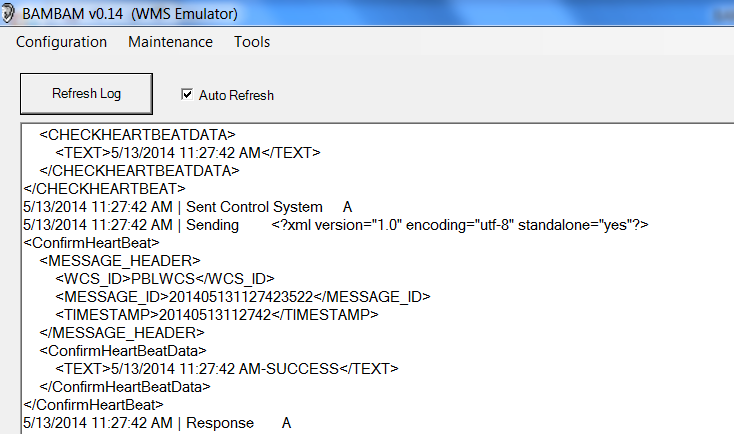 BAMBAM v0.14 (WMS Emulator)
Configuration Maintenance Tools
Refresh Log Auto Refresh
<CHECKHEARTBEATDATA>
<TEXT>5/13/2014 11:27:42 AM</TEXT>
</CHECKHEARTBEATDATA>
</CHECKHEARTBEAT>
5/13/2014 11:27:42 AM | Sent Control System A
5/13/2014 11:27:42 AM | Sending <?xml version="1.0" encoding="utf-8" standalone="yes"?>
<ConfirmHeartBeat>
<MESSAGE_HEADER>
<WCS_ID>PBLWCS</WCS_ID>
<MESSAGE_ID>201405131127423522</MESSAGE_ID>
<TIMESTAMP>20140513112742</TIMESTAMP>
</MESSAGE_HEADER>
<ConfirmHeartBeatData>
<TEXT>5/13/2014 11:27:42 AM-SUCCESS</TEXT>
</ConfirmHeartBeatData>
</ConfirmHeartBeat>
5/13/2014 11:27:42 AM | Response A